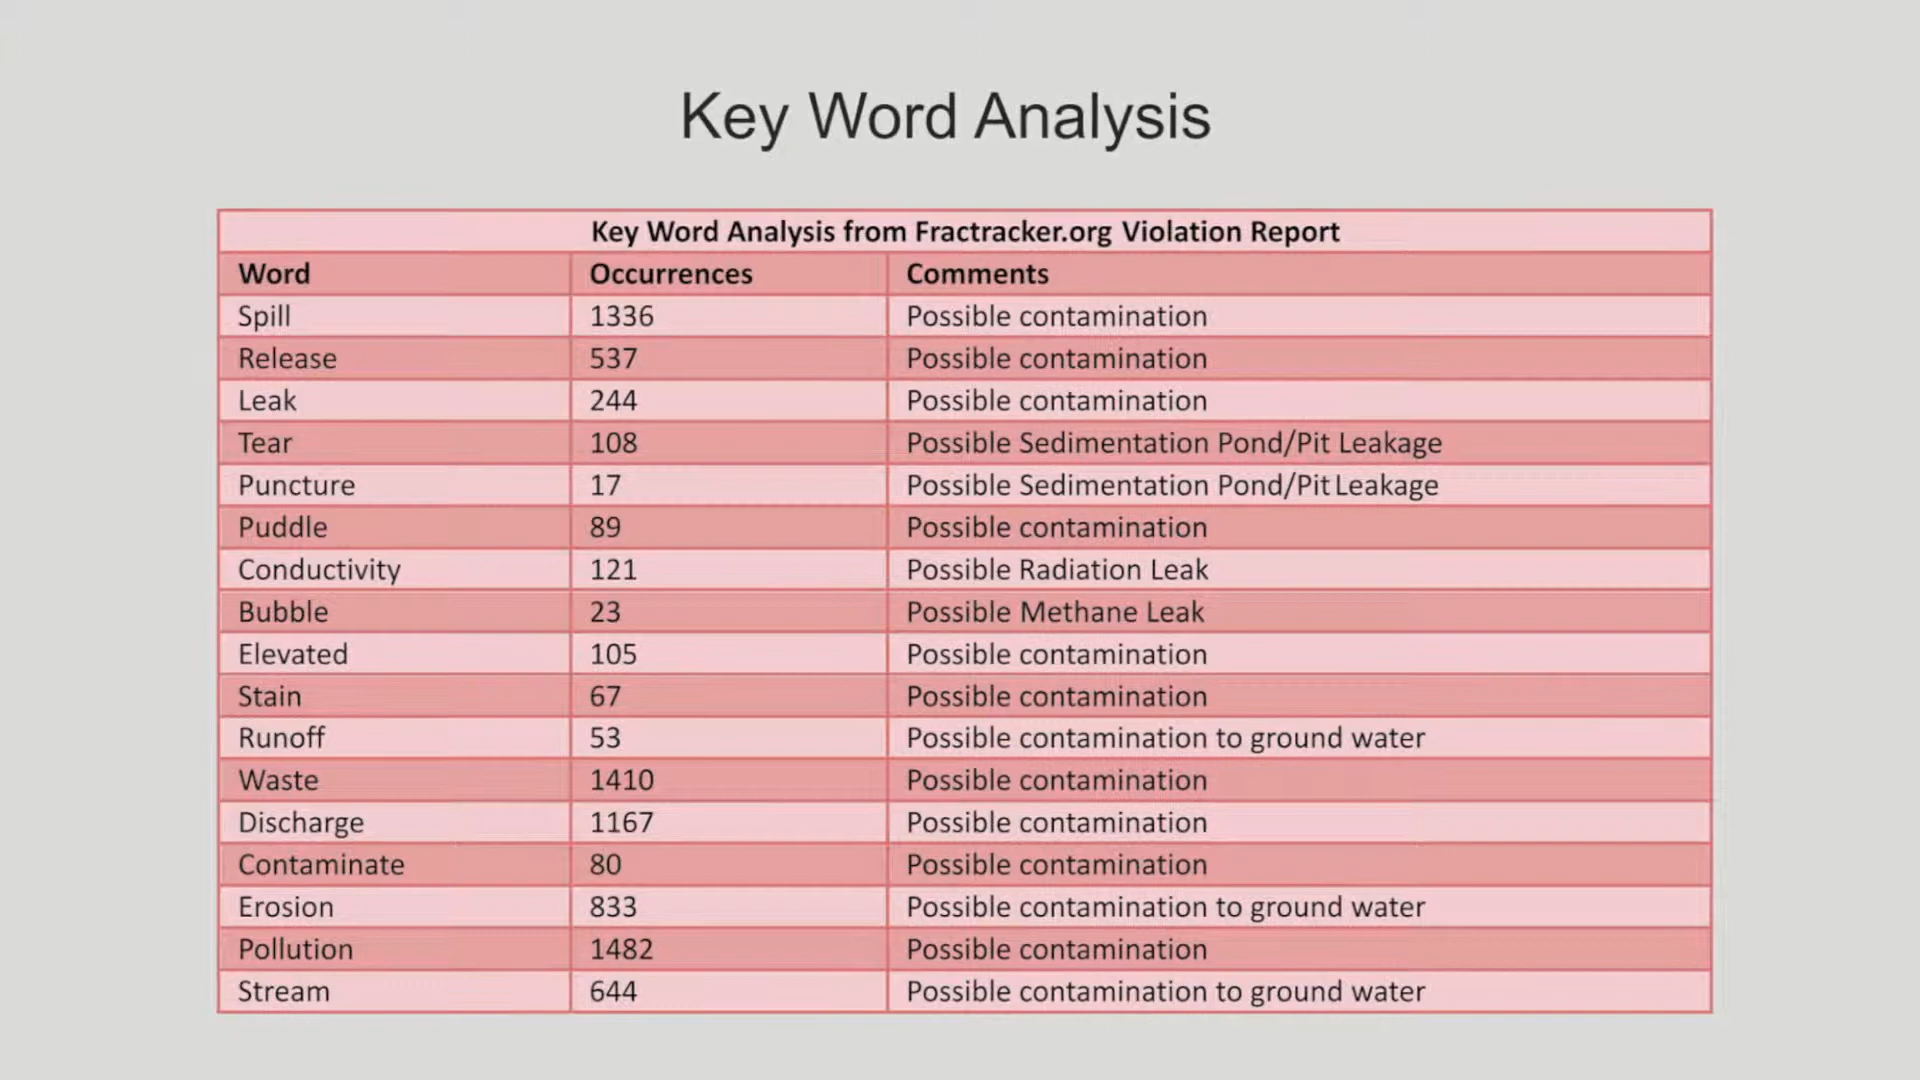 Key Word Analysis
Key Word Analysis from Fractracker.org Violation Report
Word Occurrences Comments
Spill 1336 Possible contamination
Release 537 Possible contamination
Leak 244 Possible contamination
Tear 108 Possible Sedimentation Pond/Pit Leakage
Puncture 17 Possible Sedimentation Pond/Pit Leakage
Puddle 89 Possible contamination
Conductivity 121 Possible Radiation Leak
Bubble 23 Possible Methane Leak
Elevated 105 Possible contamination
Stain 67 Possible contamination
Runoff 53 Possible contamination to ground water
Waste 1410 Possible contamination
Discharge 1167 Possible contamination
Contaminate 80 Possible contamination
Erosion 833 Possible contamination to ground water
Pollution 1482 Possible contamination
Stream 644 Possible contamination to ground water